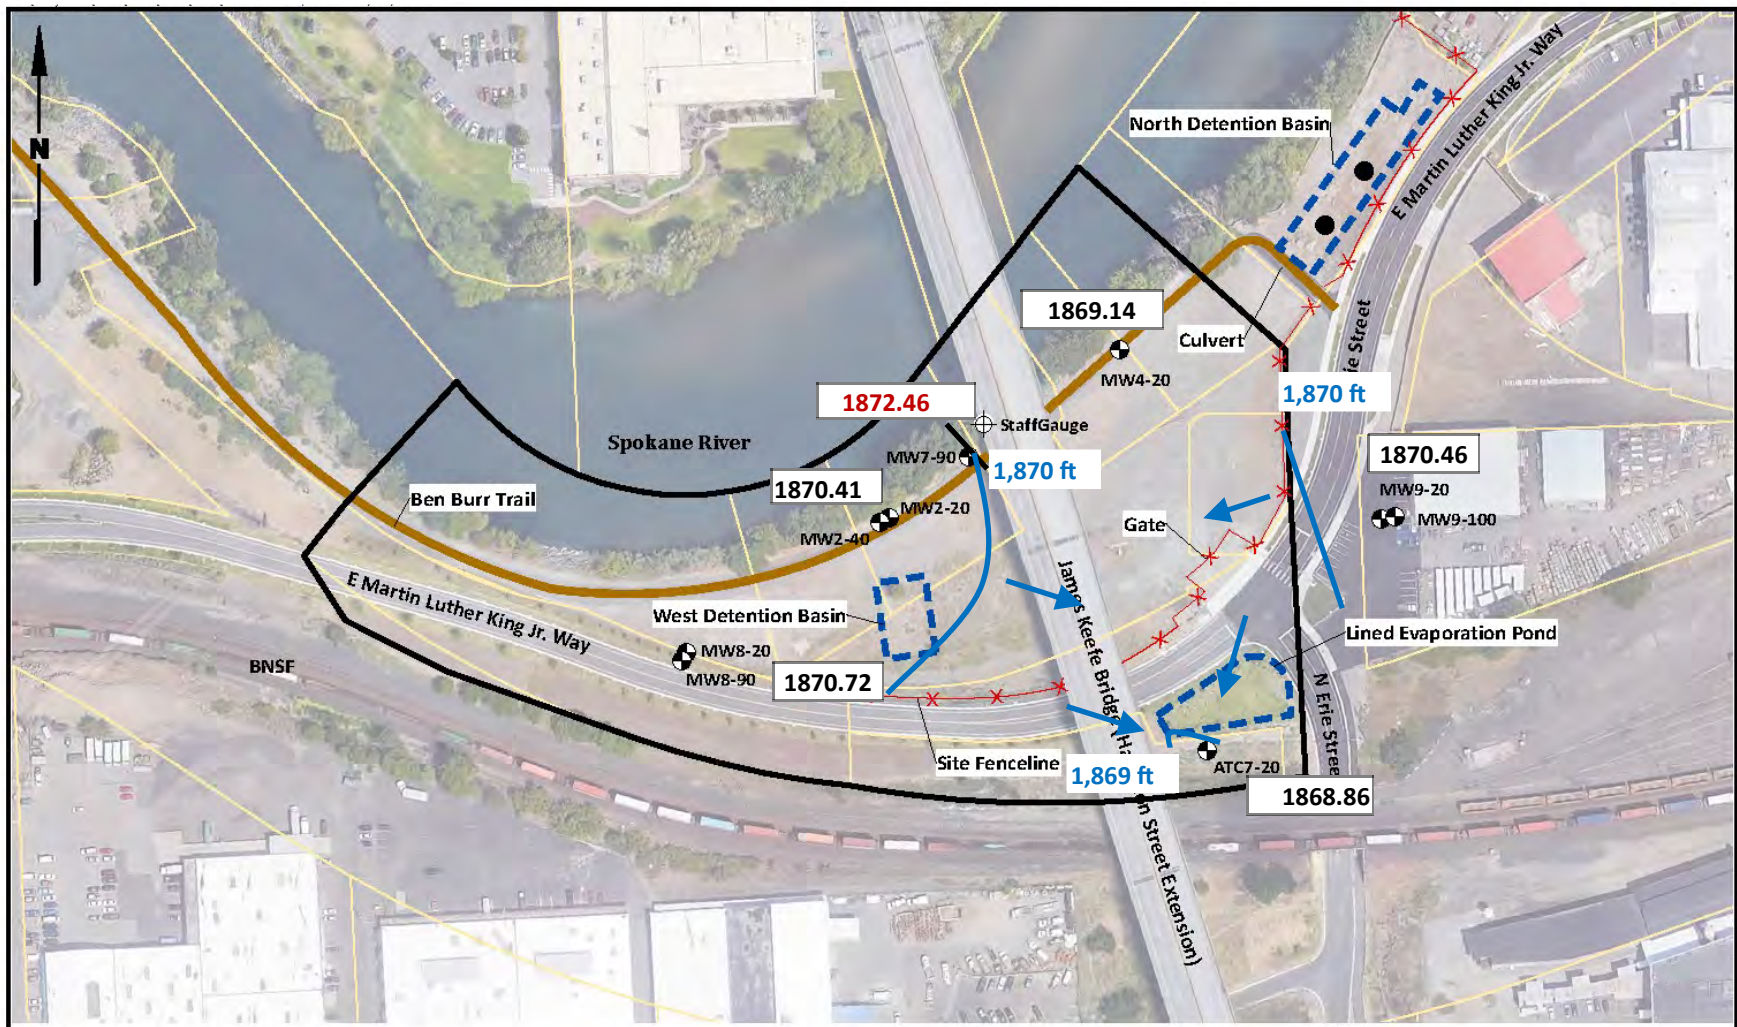 N
North Detention Basin
E Martin Luther King Jr. Way
1869.14
Culvert
ie Street
MW4-20
1,870 ft
1872.46
StaffGauge
Spokane River
MW7-90
1,870 ft
1870.46
MW9-20
MW9-100
1870.41
MW2-20
MW2-40
Ben Burr Trail
Gate
E Martin Luther King Jr. Way
West Detention Basin
James Keefe Bridge (Ha
on Street Extension)
Lined Evaporation Pond
BNSF
MW8-20
MW8-90
1870.72
N Erie Stree
Site Fenceline
1,869 ft
ATC7-20
1868.86